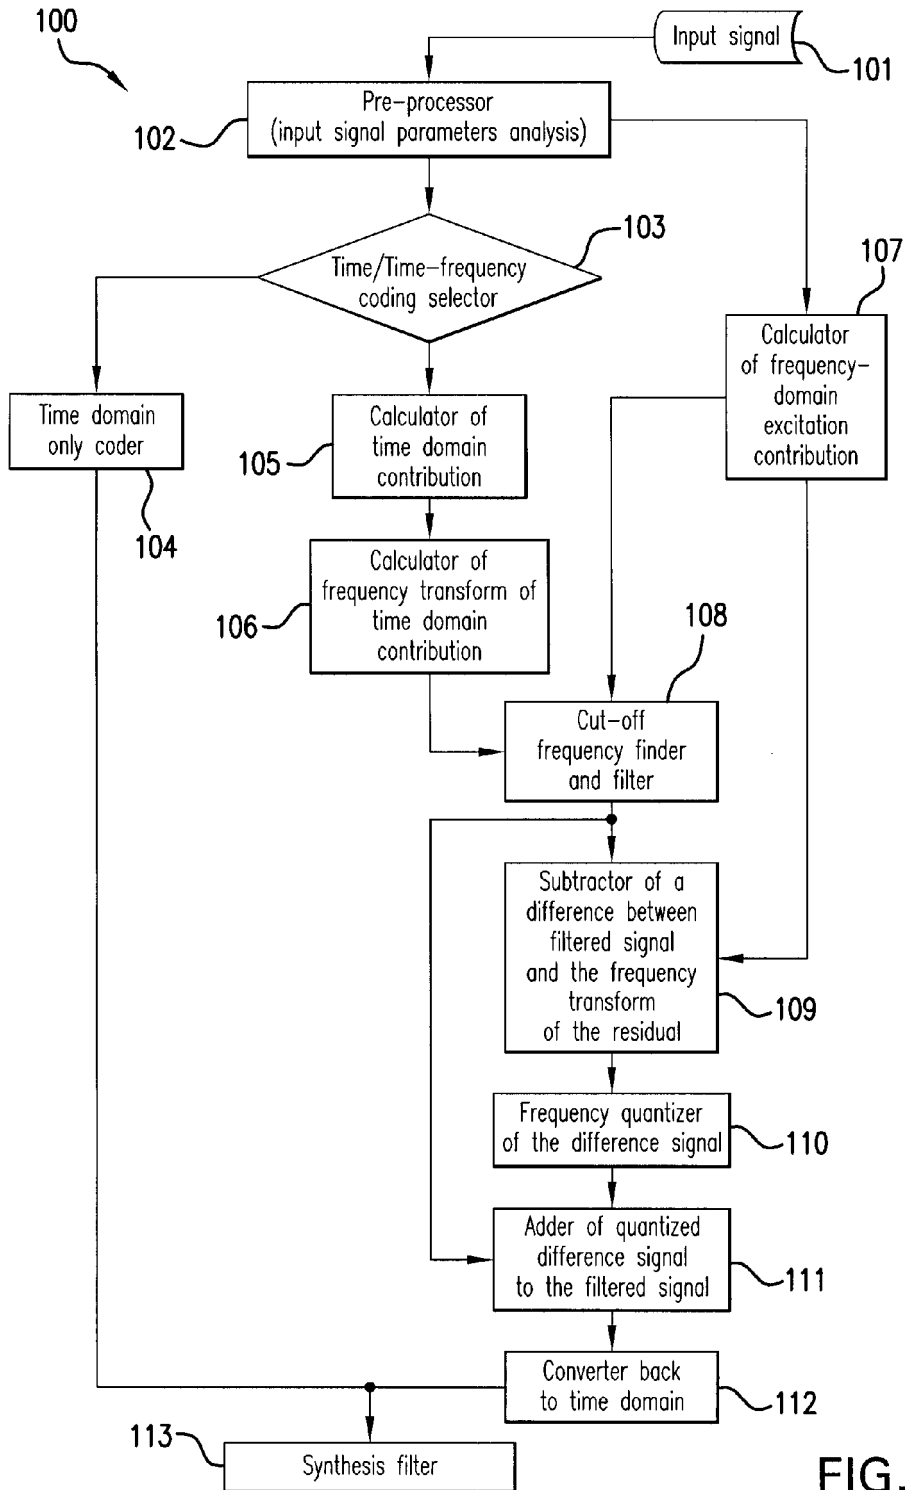 100
Input signal
101
Pre-processor
(input signal parameters analysis)
102
103
Time/Time-frequency
coding selector
107
Calculator
of frequency-
domain
excitation
contribution
Time domain
only coder
104
Calculator of
time domain
contribution
105
Calculator of
frequency transform of
time domain
contribution
106
108
Cut-off
frequency finder
and filter
Subtractor of a
difference between
filtered signal
and the frequency
transform
of the residual
109
Frequency quantizer
of the difference signal
110
Adder of quantized
difference signal
to the filtered signal
111
Converter back
to time domain
112
113
Synthesis filter
FIG.